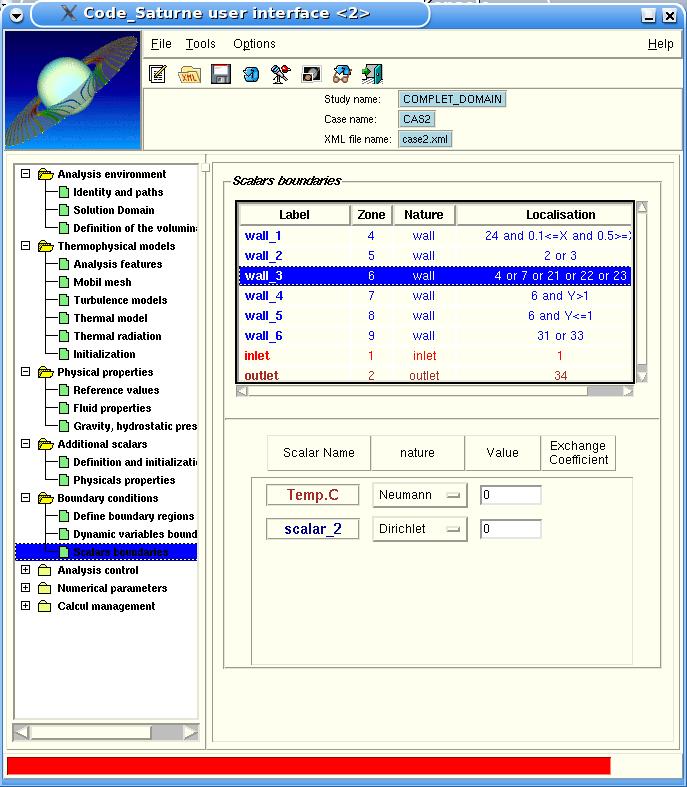 Code_Saturne user interface <2>
File Tools Options Help
Study name: COMPLET_DOMAIN
Case name: CAS2
XML file name: case2.xml
Analysis environment
Identity and paths
Solution Domain
Definition of the volumin
Thermophysical models
Analysis features
Mobil mesh
Turbulence models
Thermal model
Thermal radiation
Initialization
Physical properties
Reference values
Fluid properties
Gravity, hydrostatic pres
Additional scalars
Definition and initializati
Physicals properties
Boundary conditions
Define boundary regions
Dynamic variables bound
Scalars boundaries
Analysis control
Numerical parameters
Calcul management
Scalars boundaries
Label Zone Nature Localisation
wall_1 4 wall 24 and 0.1<=X and 0.5>=X
wall_2 5 wall 2 or 3
wall_3 6 wall 4 or 7 or 21 or 22 or 23
wall_4 7 wall 6 and Y>1
wall_5 8 wall 6 and Y<=1
wall_6 9 wall 31 or 33
inlet 1 inlet 1
outlet 2 outlet 34
Scalar Name nature Value Exchange Coefficient
Temp.C Neumann 0
scalar_2 Dirichlet 0